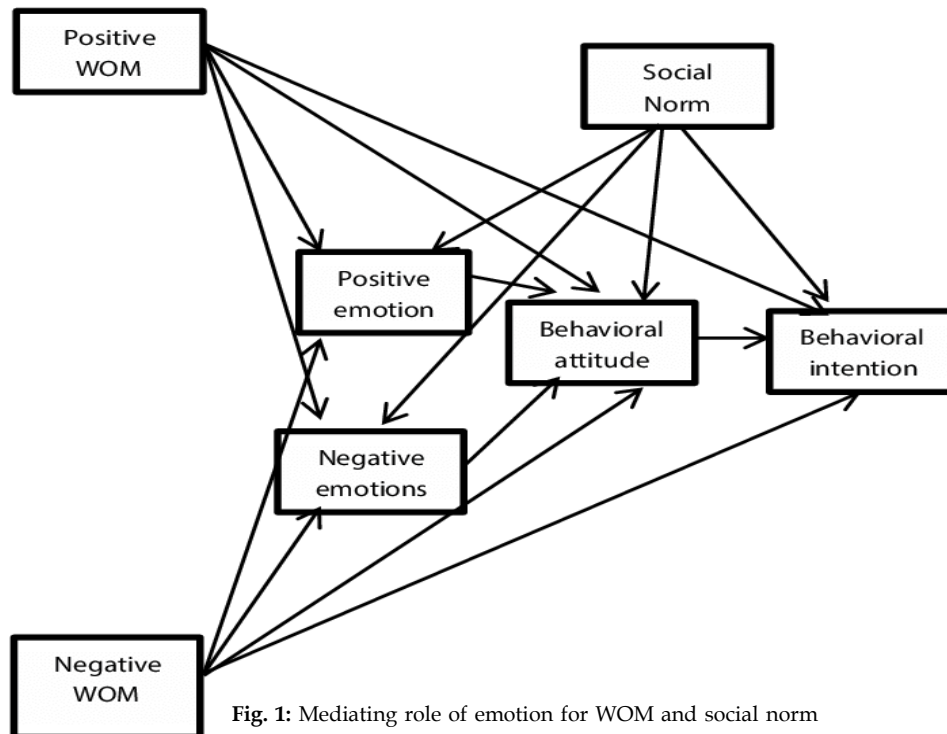 Positive
WOM
Social
Norm
Positive
emotion
Behavioral
attitude
Behavioral
intention
Negative
emotions
Negative
WOM
Fig. 1: Mediating role of emotion for WOM and social norm